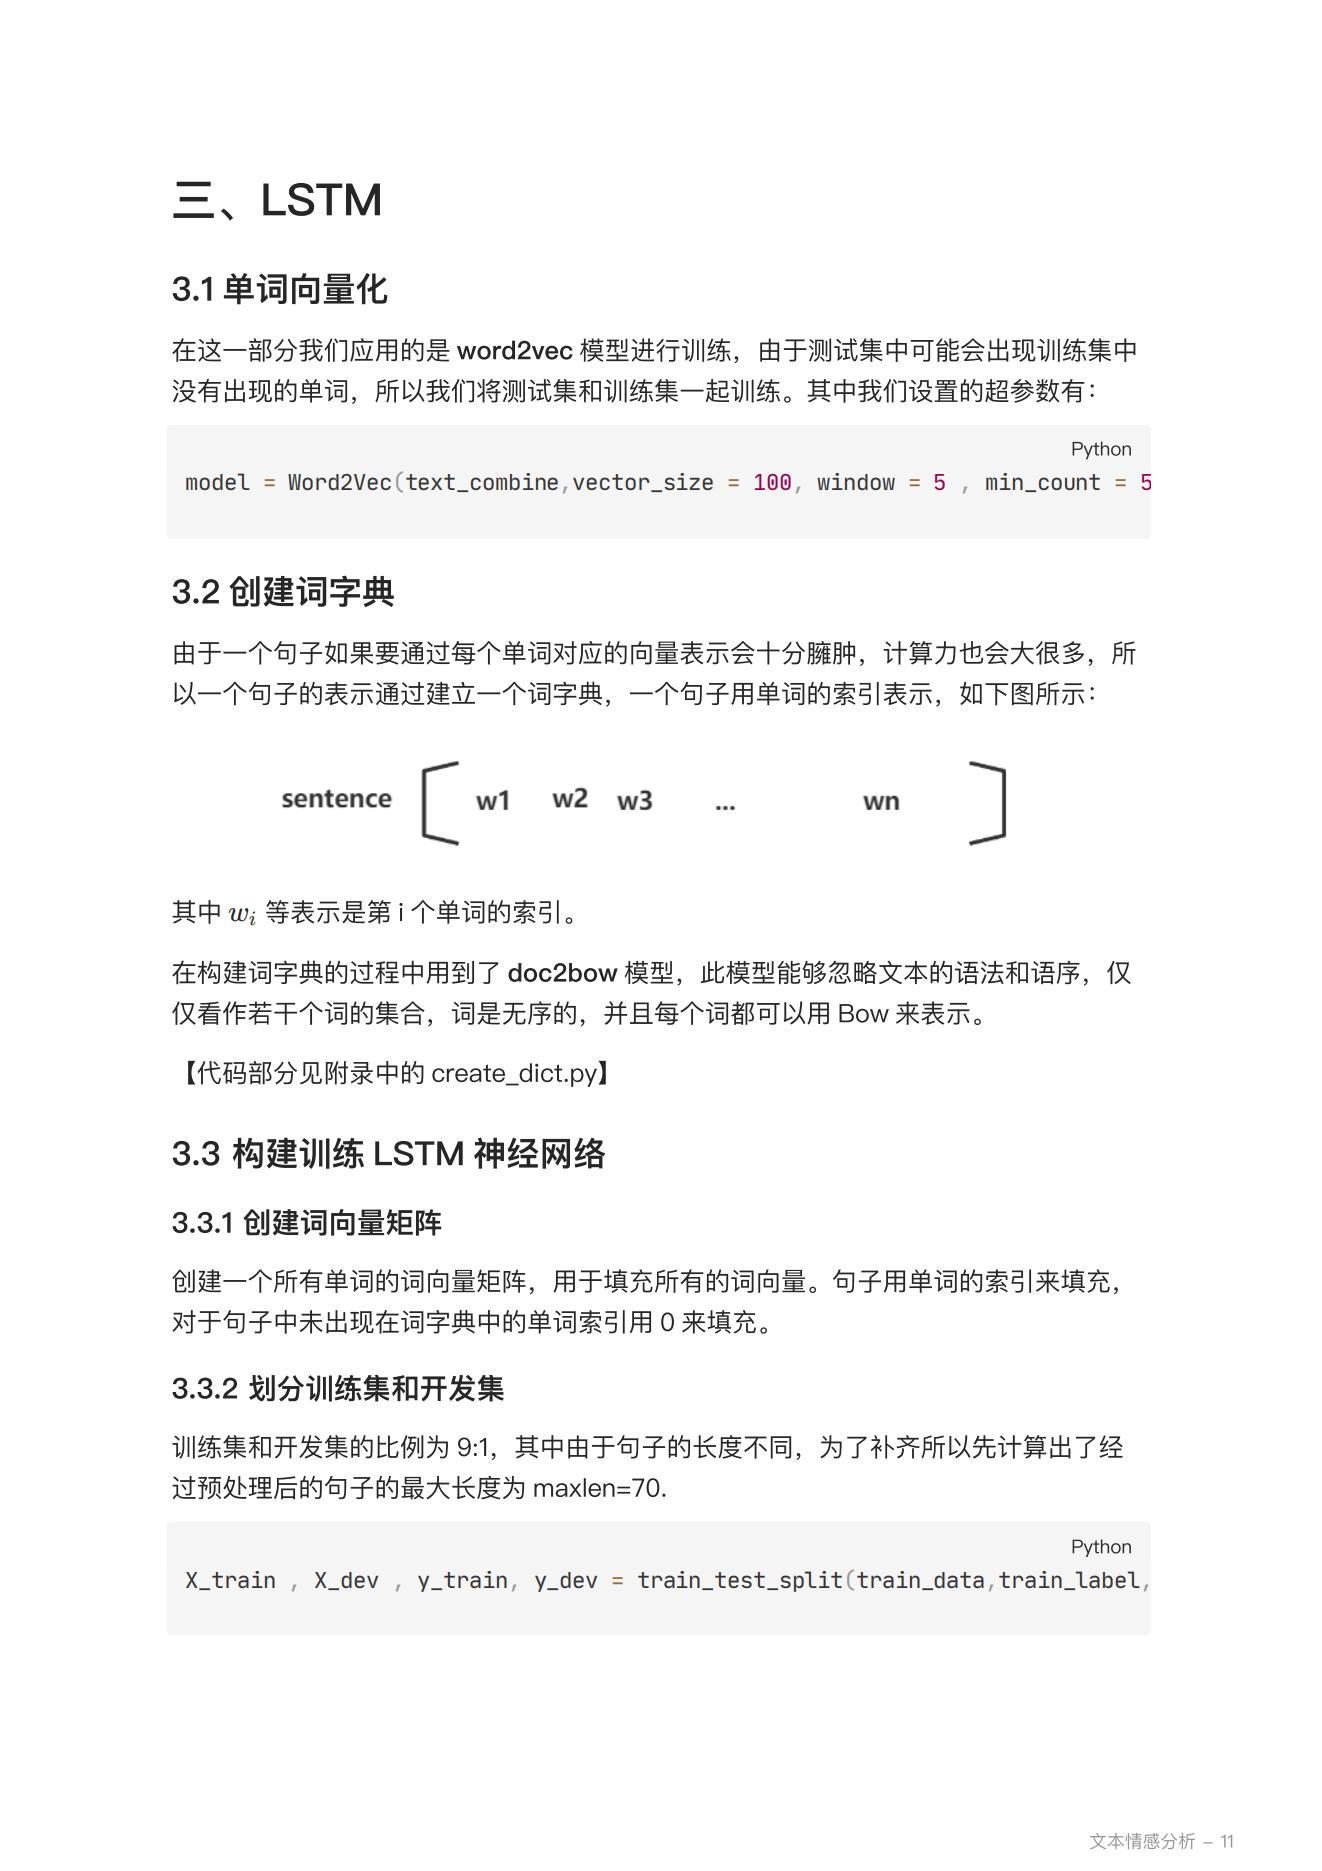 三、LSTM
3.1 单词向量化
在这一部分我们应用的是 word2vec 模型进行训练，由于测试集中可能会出现训练集中
没有出现的单词，所以我们将测试集和训练集一起训练。其中我们设置的超参数有：
Python
model = Word2Vec(text_combine,vector_size = 100, window = 5 , min_count = 5
3.2 创建词字典
由于一个句子如果要通过每个单词对应的向量表示会十分臃肿，计算力也会大很多，所
以一个句子的表示通过建立一个词字典，一个句子用单词的索引表示，如下图所示：
sentence [ w1 w2 w3 ... wn ]
其中 w_i 等表示是第 i 个单词的索引。
在构建词字典的过程中用到了 doc2bow 模型，此模型能够忽略文本的语法和语序，仅
仅看作若干个词的集合，词是无序的，并且每个词都可以用 Bow 来表示。
【代码部分见附录中的 create_dict.py】
3.3 构建训练 LSTM 神经网络
3.3.1 创建词向量矩阵
创建一个所有单词的词向量矩阵，用于填充所有的词向量。句子用单词的索引来填充，
对于句子中未出现在词字典中的单词索引用 0 来填充。
3.3.2 划分训练集和开发集
训练集和开发集的比例为 9:1，其中由于句子的长度不同，为了补齐所以先计算出了经
过预处理后的句子的最大长度为 maxlen=70.
Python
X_train , X_dev , y_train, y_dev = train_test_split(train_data,train_label,
文本情感分析 – 11